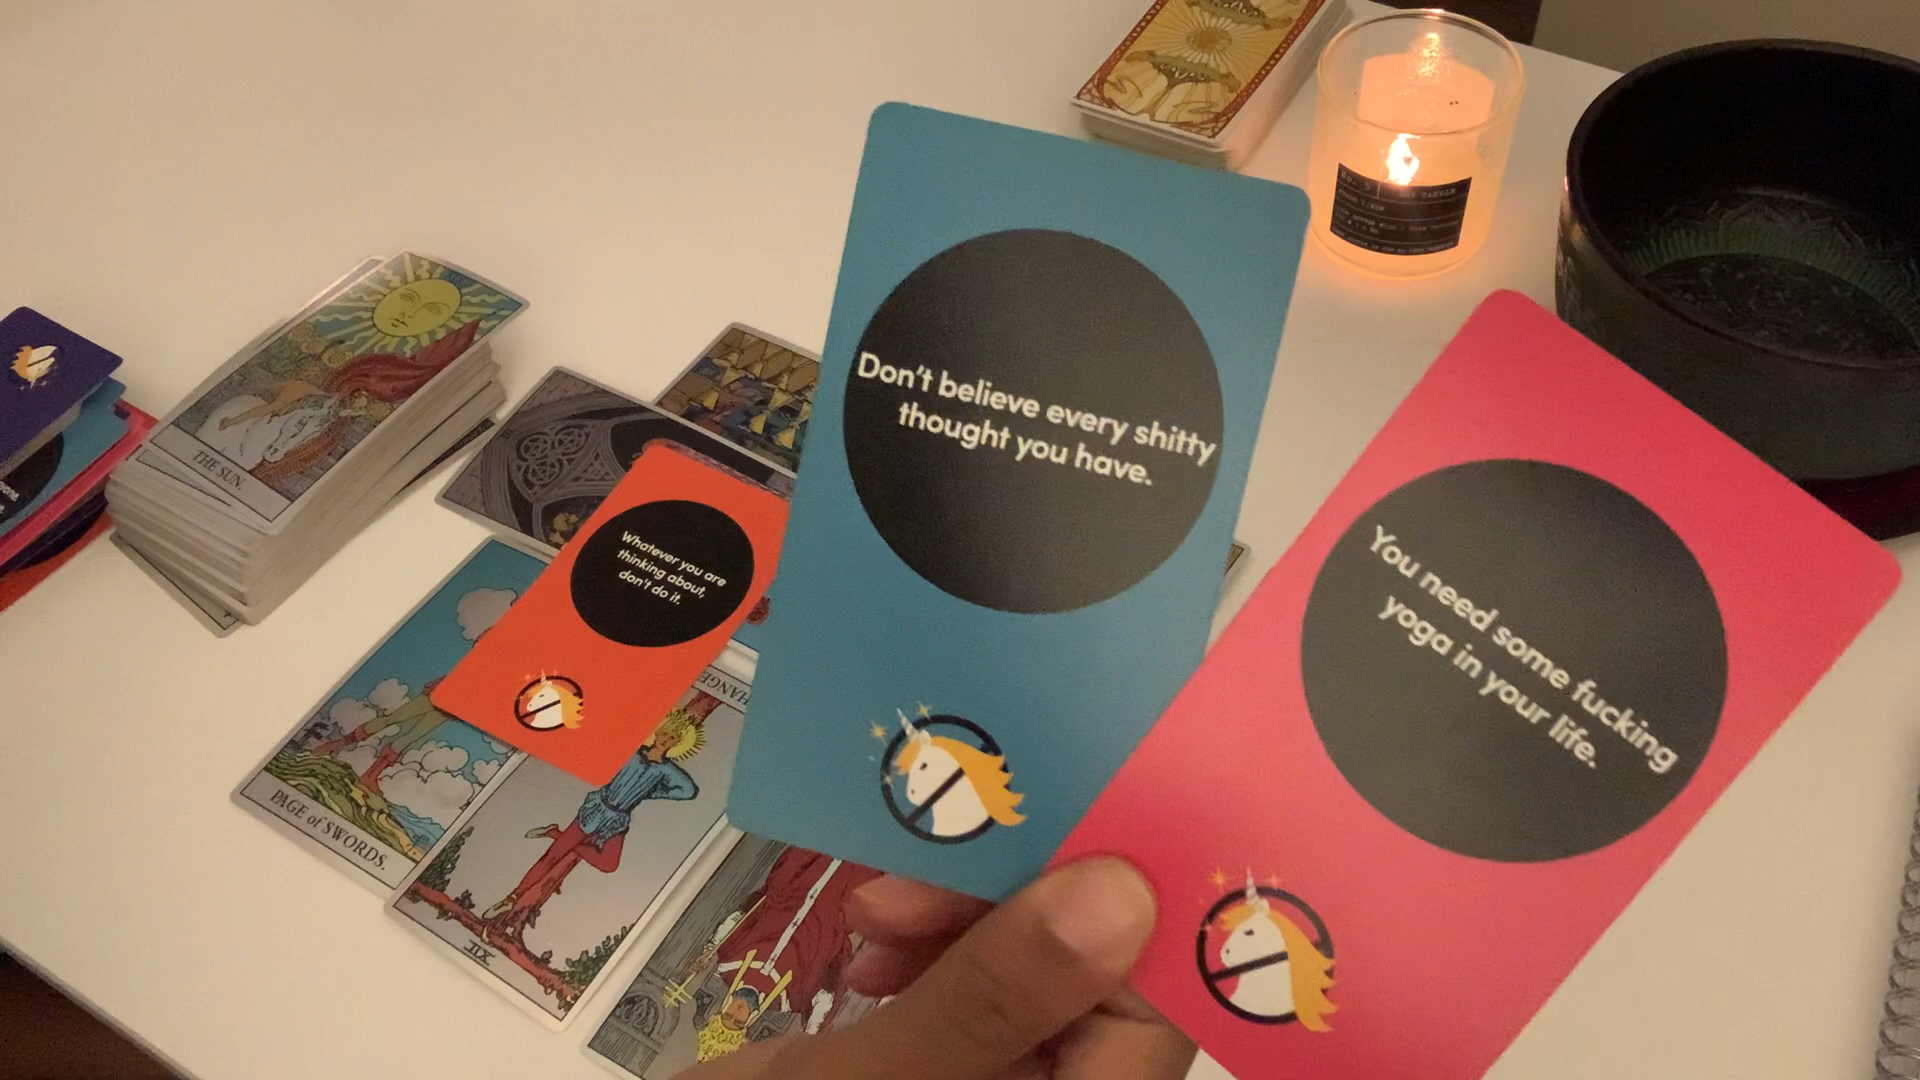 Don't believe every shitty
thought you have.
You need some fucking
yoga in your life.
Whatever you are
thinking about,
don't do it.
THE SUN.
PAGE of SWORDS.
XII